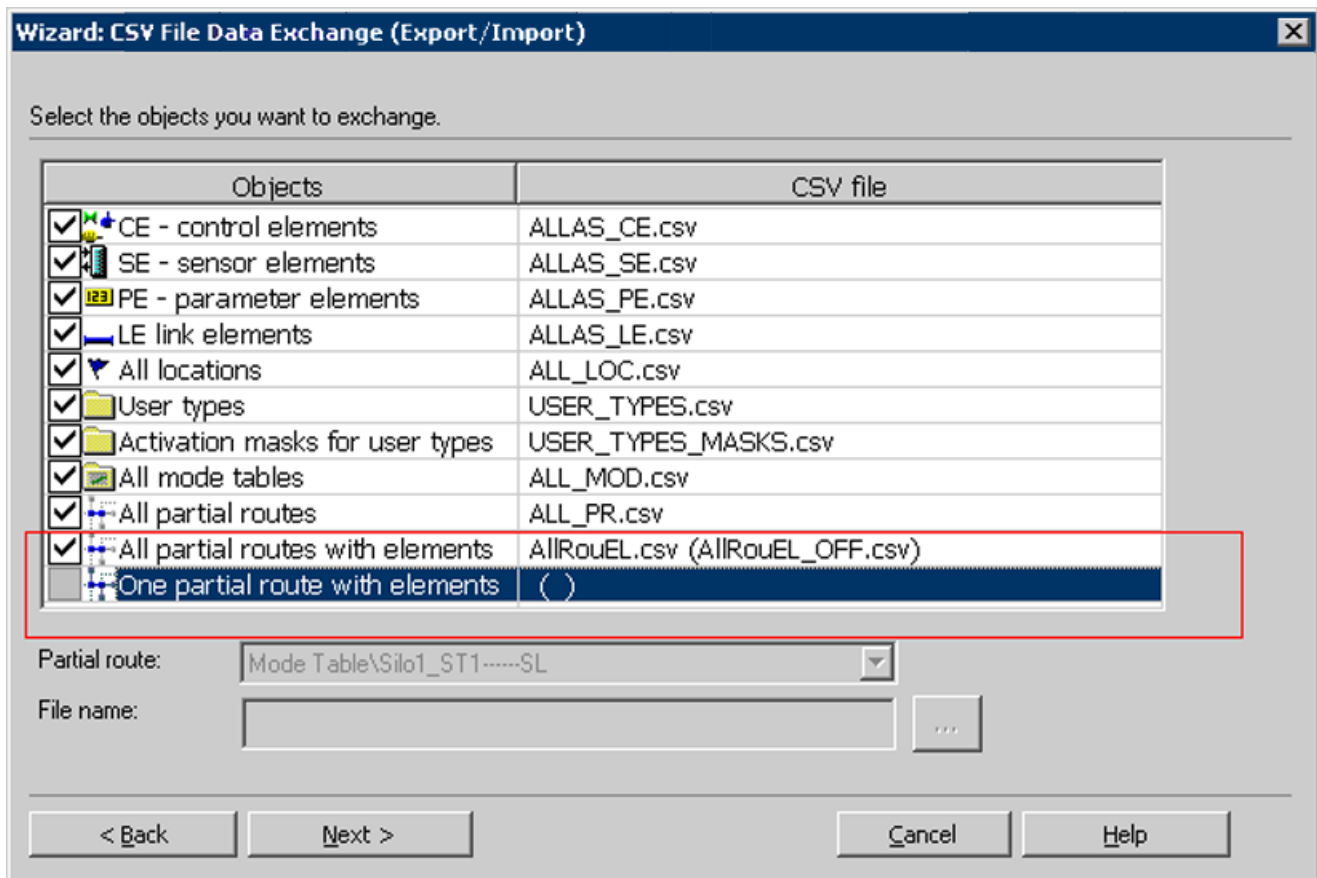 Wizard: CSV File Data Exchange (Export/Import)
Select the objects you want to exchange.
Objects CSV file
CE - control elements ALLAS_CE.csv
SE - sensor elements ALLAS_SE.csv
123 PE - parameter elements ALLAS_PE.csv
LE link elements ALLAS_LE.csv
All locations ALL_LOC.csv
User types USER_TYPES.csv
Activation masks for user types USER_TYPES_MASKS.csv
All mode tables ALL_MOD.csv
All partial routes ALL_PR.csv
All partial routes with elements AllRouEL.csv (AllRouEL_OFF.csv)
One partial route with elements ( )
Partial route: Mode Table\Silo1_ST1------SL
File name: ...
< Back Next > Cancel Help